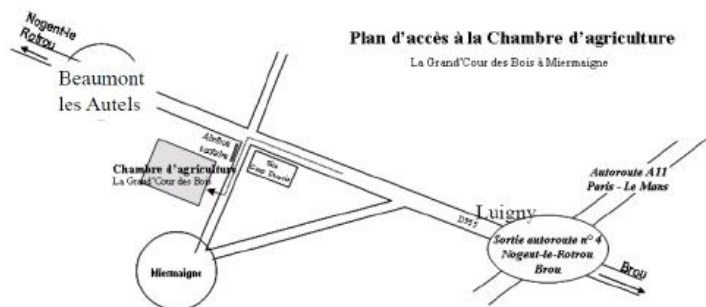 Nogent-le
Rotrou
Plan d'accès à la Chambre d'agriculture
La Grand'Cour des Bois à Miermaigne
Beaumont
les Autels
Chambre d'agriculture
La Grand'Cour des Bois
Autoroute A11
Paris - Le Mans
Luigny
Sortie autoroute n° 4
Nogent-le-Rotrou
Brou
Brou
Miermaigne